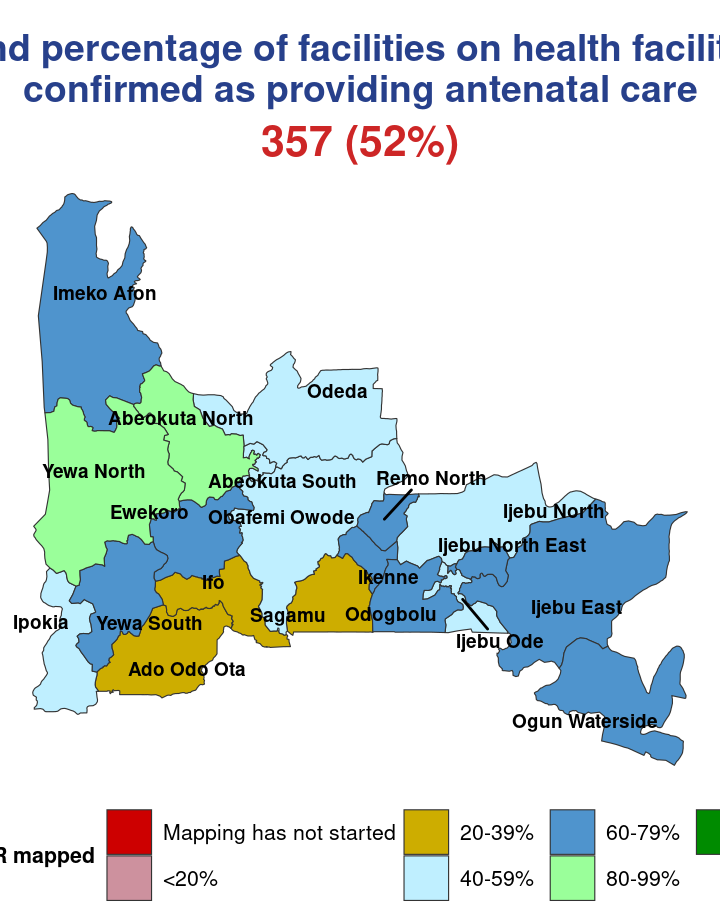 nd percentage of facilities on health facilit
confirmed as providing antenatal care
357 (52%)
Imeko Afon
Odeda
Abeokuta North
Yewa North
Abeokuta South
Remo North
Ewekoro
Obafemi Owode
Ijebu North
Ijebu North East
Ifo
Ikenne
Ipokia
Yewa South
Sagamu
Odogbolu
Ijebu East
Ijebu Ode
Ado Odo Ota
Ogun Waterside
R mapped
Mapping has not started
20-39%
60-79%
<20%
40-59%
80-99%